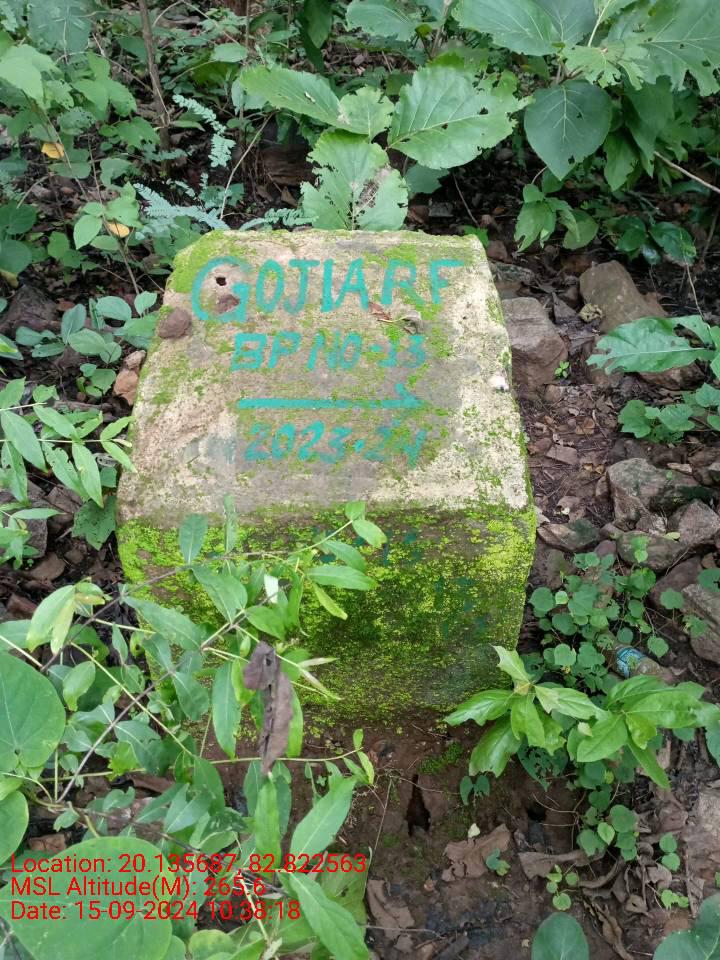 GOJIA RF
BP NO-13
2023-24
Location: 20.135687, 82.822563
MSL Altitude(M): 265.6
Date: 15-09-2024 10:38:18